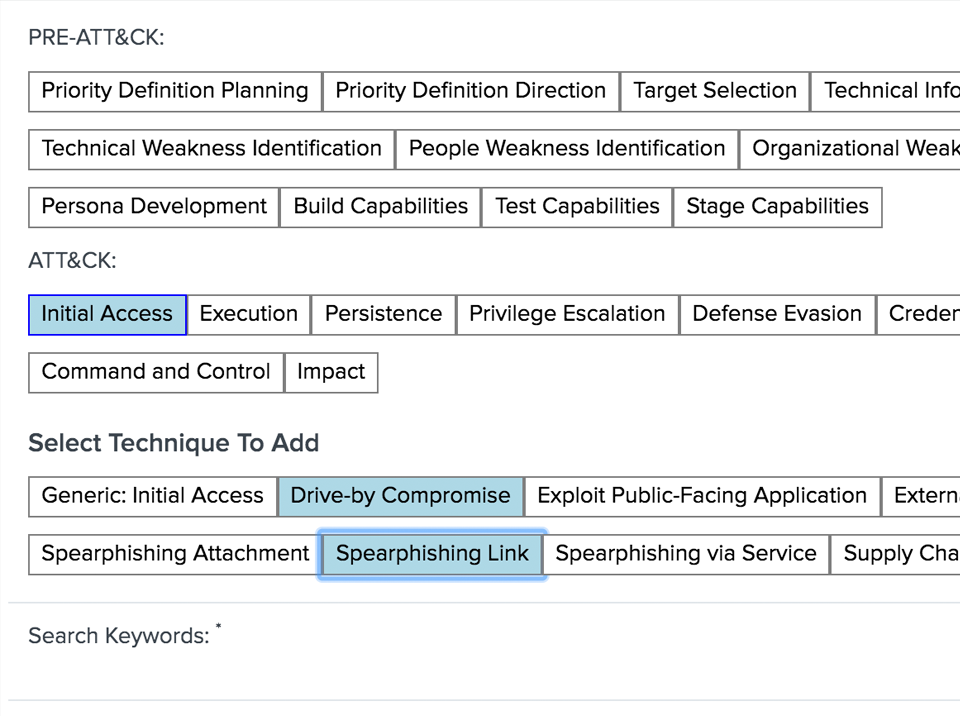 PRE-ATT&CK:
Priority Definition Planning Priority Definition Direction Target Selection Technical Info
Technical Weakness Identification People Weakness Identification Organizational Weak
Persona Development Build Capabilities Test Capabilities Stage Capabilities
ATT&CK:
Initial Access Execution Persistence Privilege Escalation Defense Evasion Creden
Command and Control Impact
Select Technique To Add
Generic: Initial Access Drive-by Compromise Exploit Public-Facing Application Extern
Spearphishing Attachment Spearphishing Link Spearphishing via Service Supply Cha
Search Keywords: *